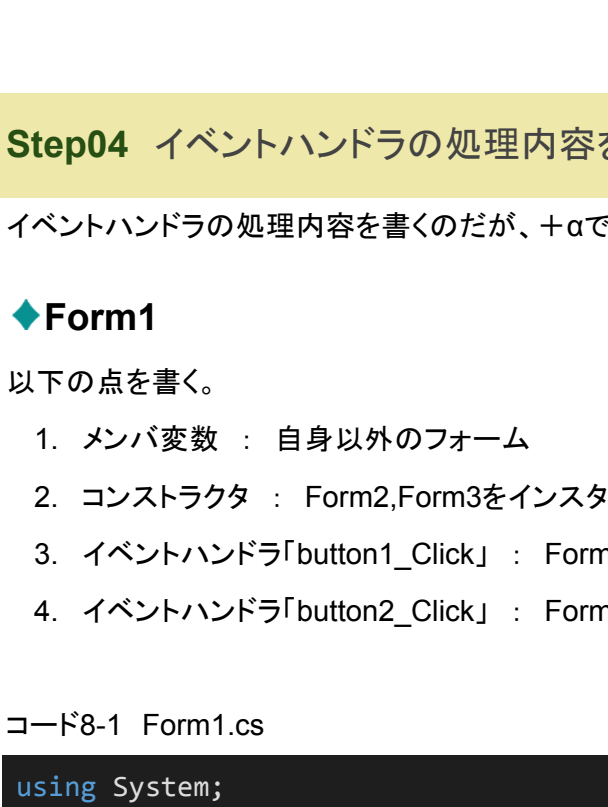 Step04 イベントハンドラの処理内容を
イベントハンドラの処理内容を書くのだが、＋αで
◆Form1
以下の点を書く。
1. メンバ変数 ： 自身以外のフォーム
2. コンストラクタ ： Form2,Form3をインスタ
3. イベントハンドラ「button1_Click」 ： Form
4. イベントハンドラ「button2_Click」 ： Form
コード8-1 Form1.cs
using System;